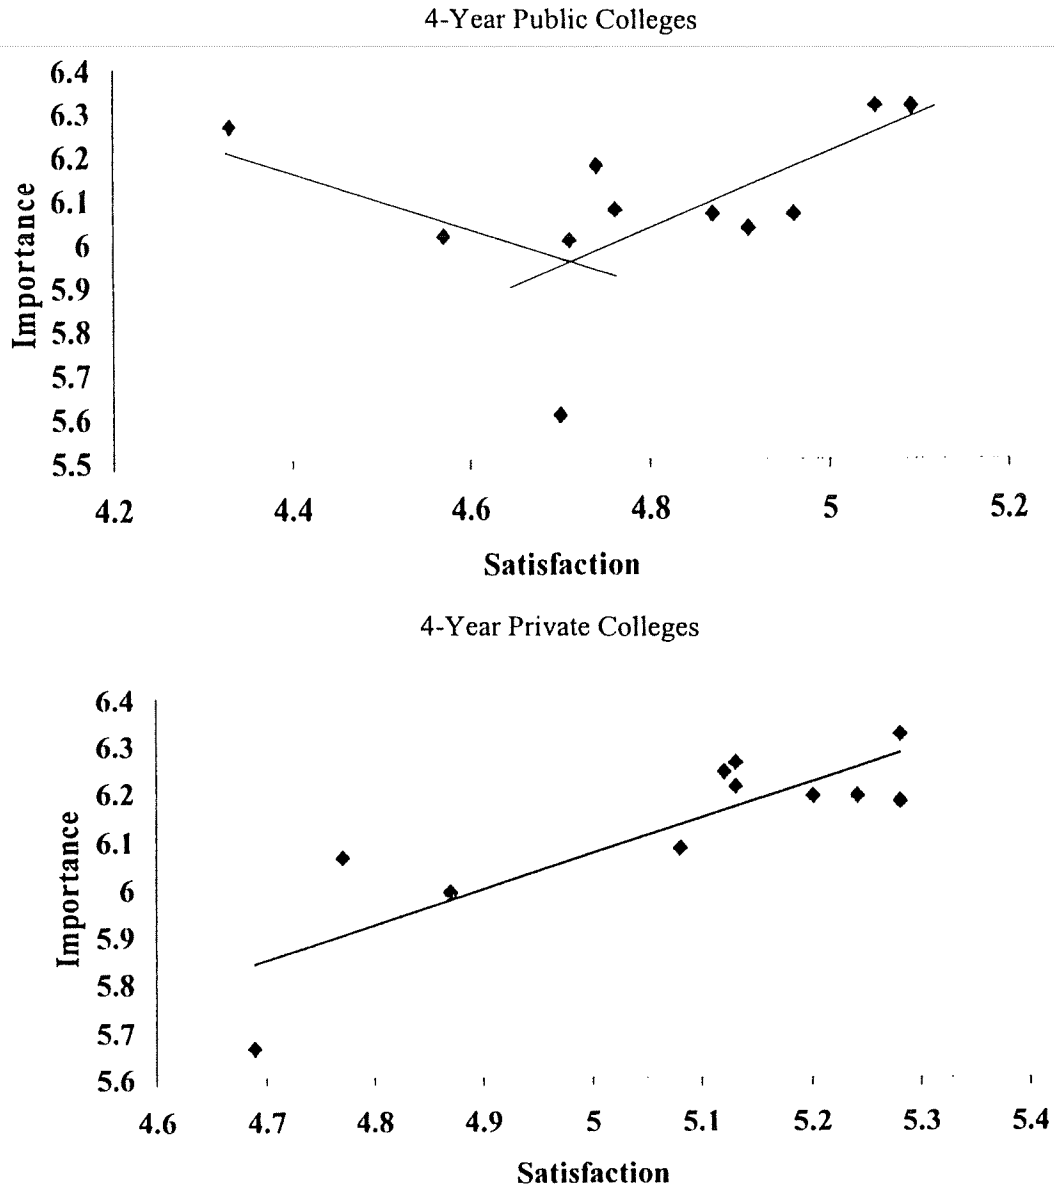 4-Year Public Colleges
6.4
6.3
6.2
6.1
6
5.9
5.8
5.7
5.6
5.5
Importance
4.2 4.4 4.6 4.8 5 5.2
Satisfaction
4-Year Private Colleges
6.4
6.3
6.2
6.1
6
5.9
5.8
5.7
5.6
Importance
4.6 4.7 4.8 4.9 5 5.1 5.2 5.3 5.4
Satisfaction